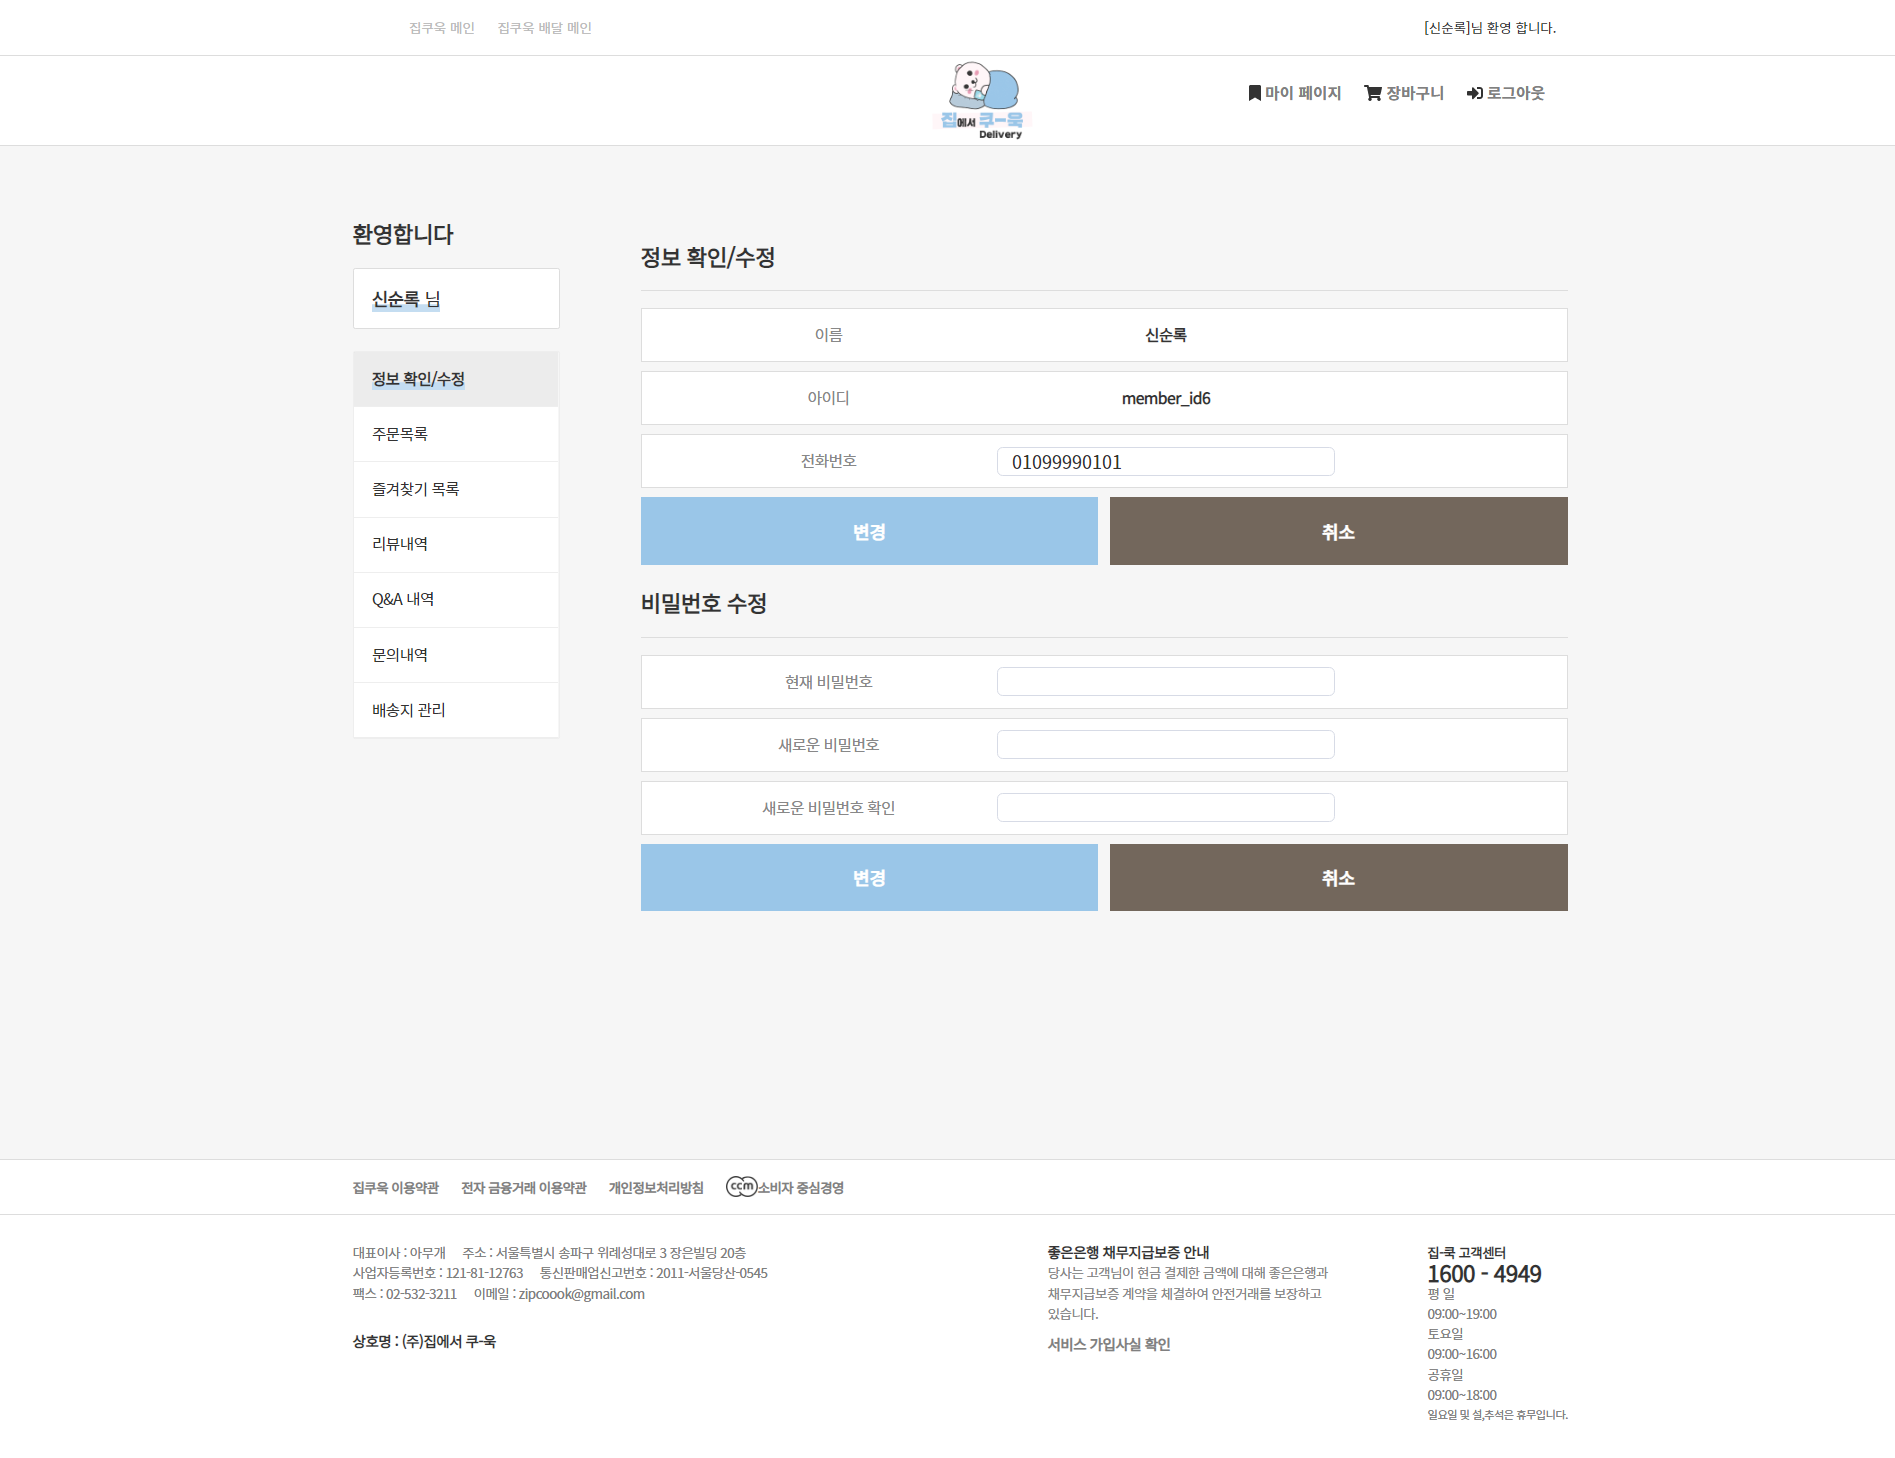 집쿠욱 메인 집쿠욱 배달 메인 [신순록]님 환영 합니다.
집에서 쿠-욱
Delivery
마이 페이지 장바구니 로그아웃
환영합니다
신순록 님
정보 확인/수정
주문목록
즐겨찾기 목록
리뷰내역
Q&A 내역
문의내역
배송지 관리
정보 확인/수정
이름 신순록
아이디 member_id6
전화번호 01099990101
변경 취소
비밀번호 수정
현재 비밀번호
새로운 비밀번호
새로운 비밀번호 확인
변경 취소
집쿠욱 이용약관 전자 금융거래 이용약관 개인정보처리방침 ccm 소비자 중심경영
대표이사 : 아무개 주소 : 서울특별시 송파구 위례성대로 3 장은빌딩 20층
사업자등록번호 : 121-81-12763 통신판매업신고번호 : 2011-서울당산-0545
팩스 : 02-532-3211 이메일 : zipcoook@gmail.com
상호명 : (주)집에서 쿠-욱
좋은은행 채무지급보증 안내
당사는 고객님이 현금 결제한 금액에 대해 좋은은행과
채무지급보증 계약을 체결하여 안전거래를 보장하고
있습니다.
서비스 가입사실 확인
집-쿡 고객센터
1600 - 4949
평 일
09:00~19:00
토요일
09:00~16:00
공휴일
09:00~18:00
일요일 및 설,추석은 휴무입니다.